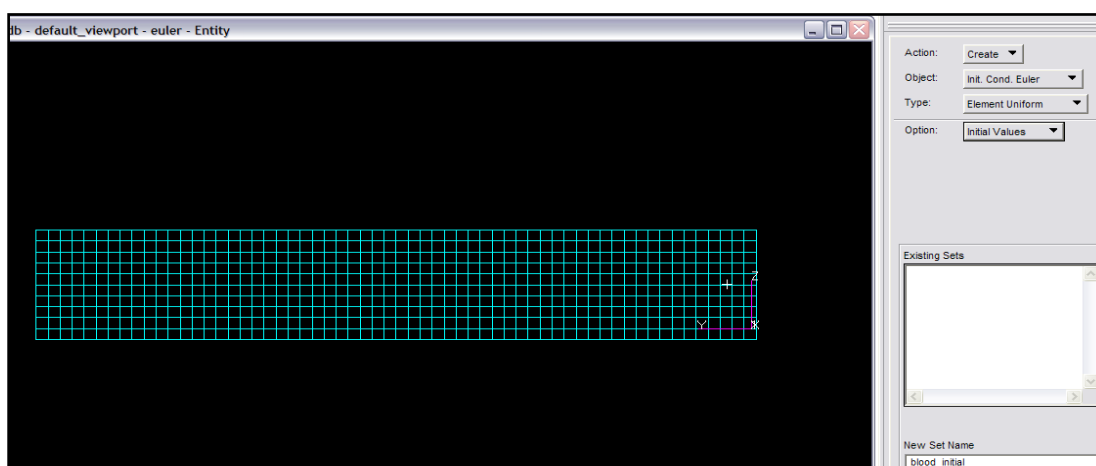 db - default_viewport - euler - Entity
Action: Create
Object: Init. Cond. Euler
Type: Element Uniform
Option: Initial Values
Existing Sets
New Set Name
blood_initial
Z
Y
X